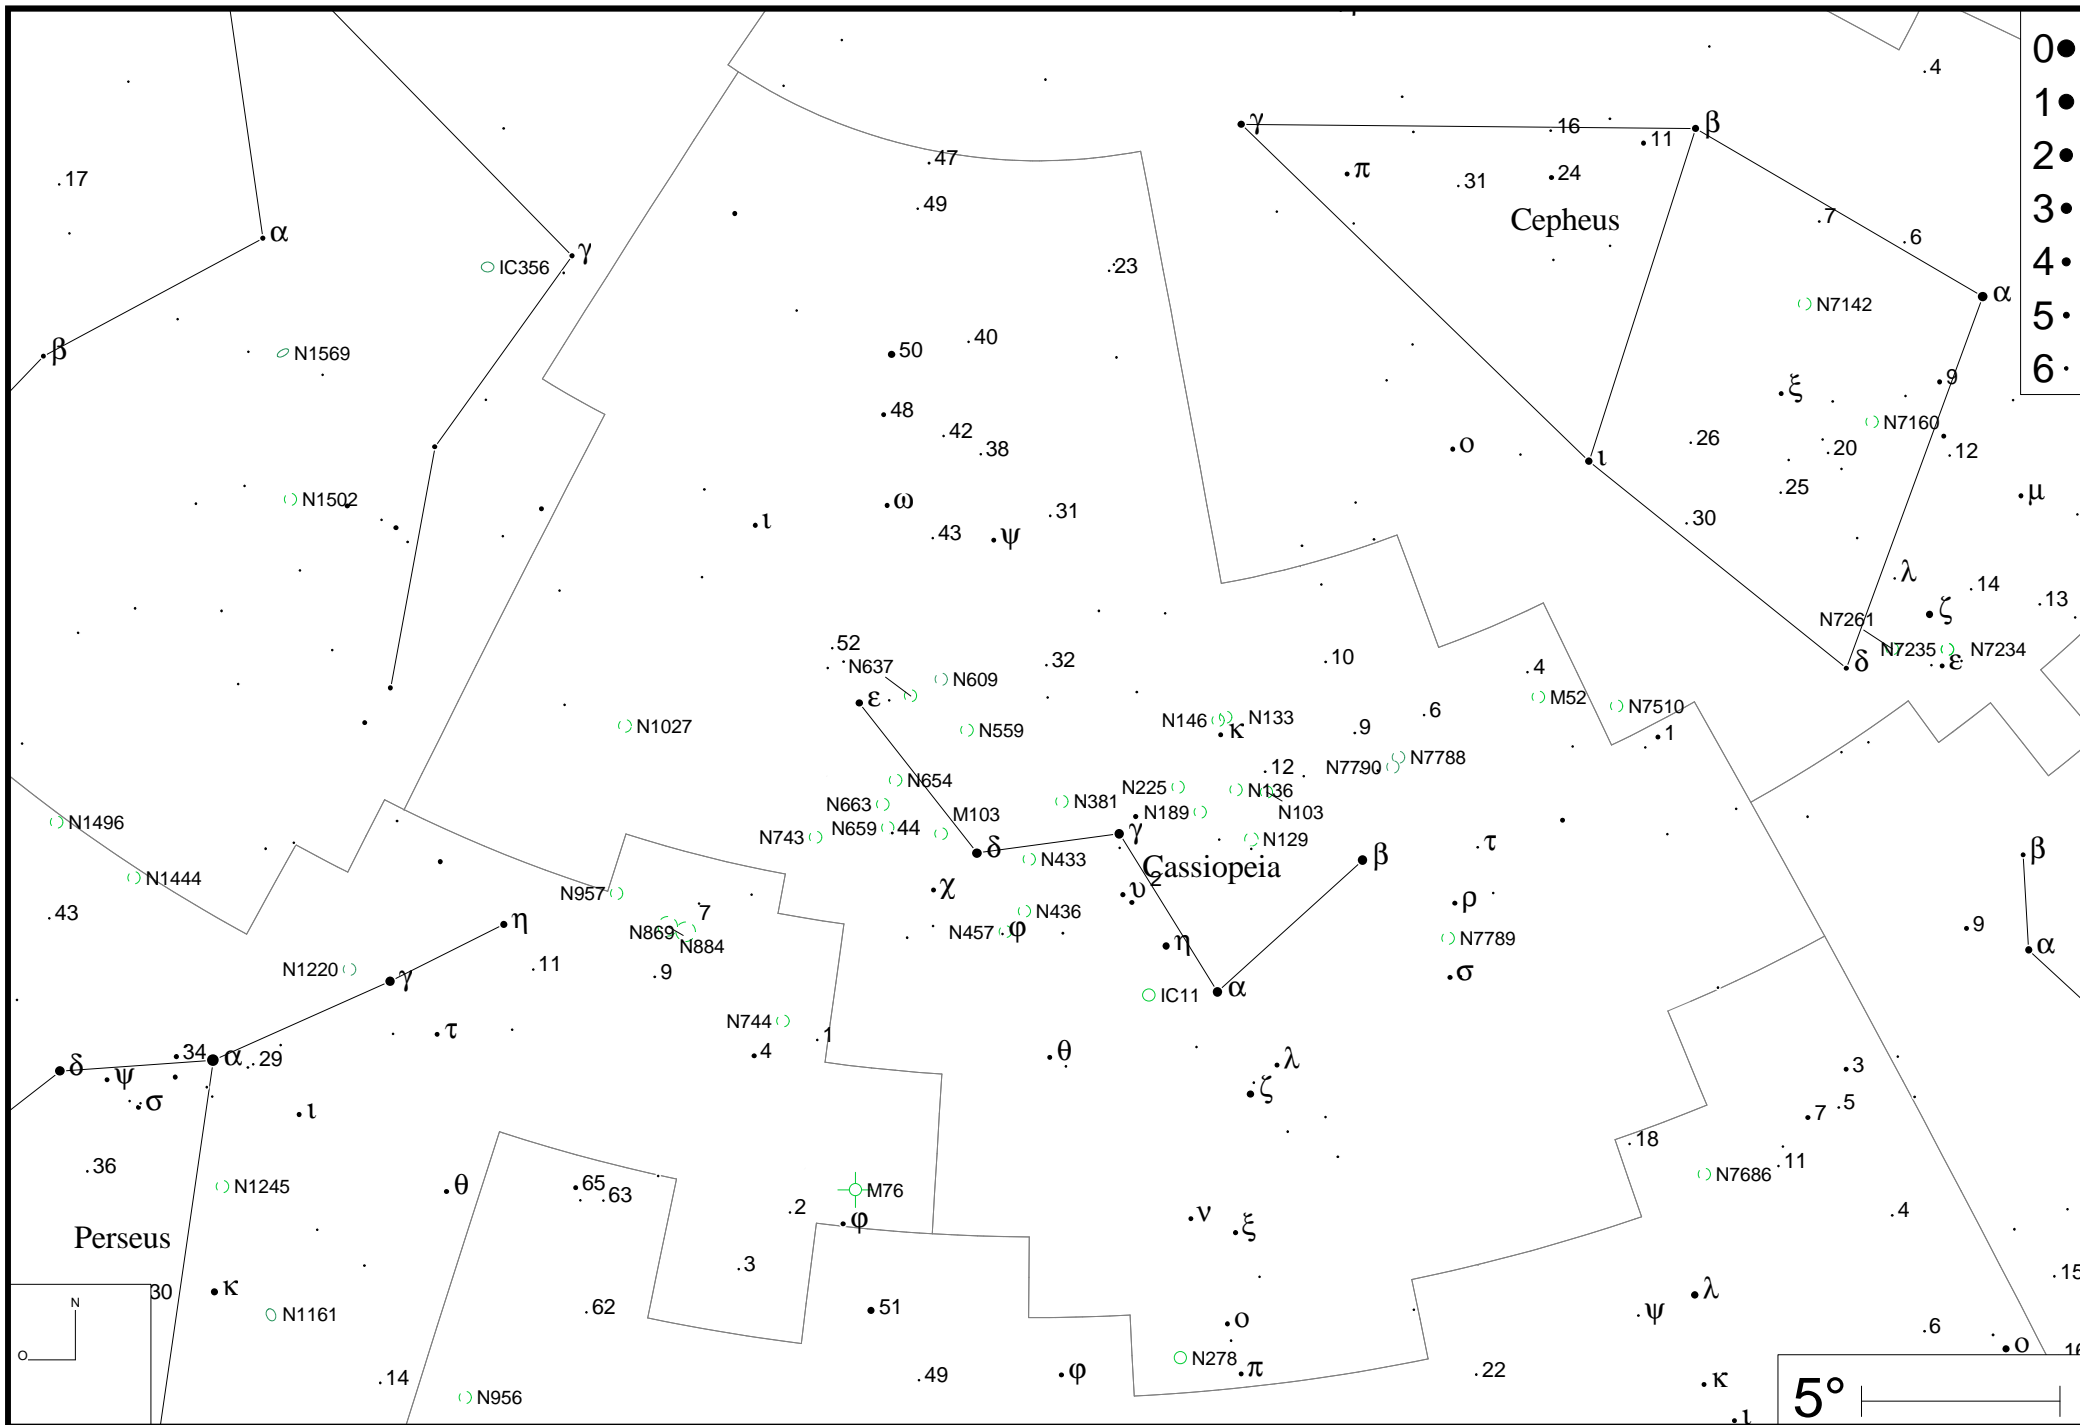 0
1
2
3
4
5
6
4
γ
16
β
11
47
π
24
31
17
Cepheus
49
7
6
α
γ
IC356
23
α
N7142
50
40
β
N1569
9
ξ
48
N7160
42
26
38
ο
20
12
ι
25
μ
N1502
ω
31
ι
30
43
ψ
λ
14
13
ζ
N7261
52
N637
32
10
4
δ
N7235
ε
N7234
N609
ε
M52
N7510
N146
N133
6
N1027
N559
κ
9
1
12
N7790
N7788
N654
N225
N136
N663
N381
N189
N103
M103
N1496
N659
44
γ
N743
δ
N129
τ
β
N433
Cassiopeia
β
N1444
υ
2
χ
N957
ρ
43
7
N436
η
N869
N884
N457
φ
η
N7789
9
α
11
9
N1220
γ
σ
IC11
α
N744
τ
1
34
α
29
4
θ
λ
3
δ
ψ
ζ
σ
ι
7
5
18
11
36
N7686
N1245
θ
65
63
M76
2
φ
ν
ξ
4
Perseus
3
15
30
κ
λ
N
N1161
62
51
ο
ψ
6
ο
16
O
N278
π
φ
14
49
22
κ
5°
N956
ι